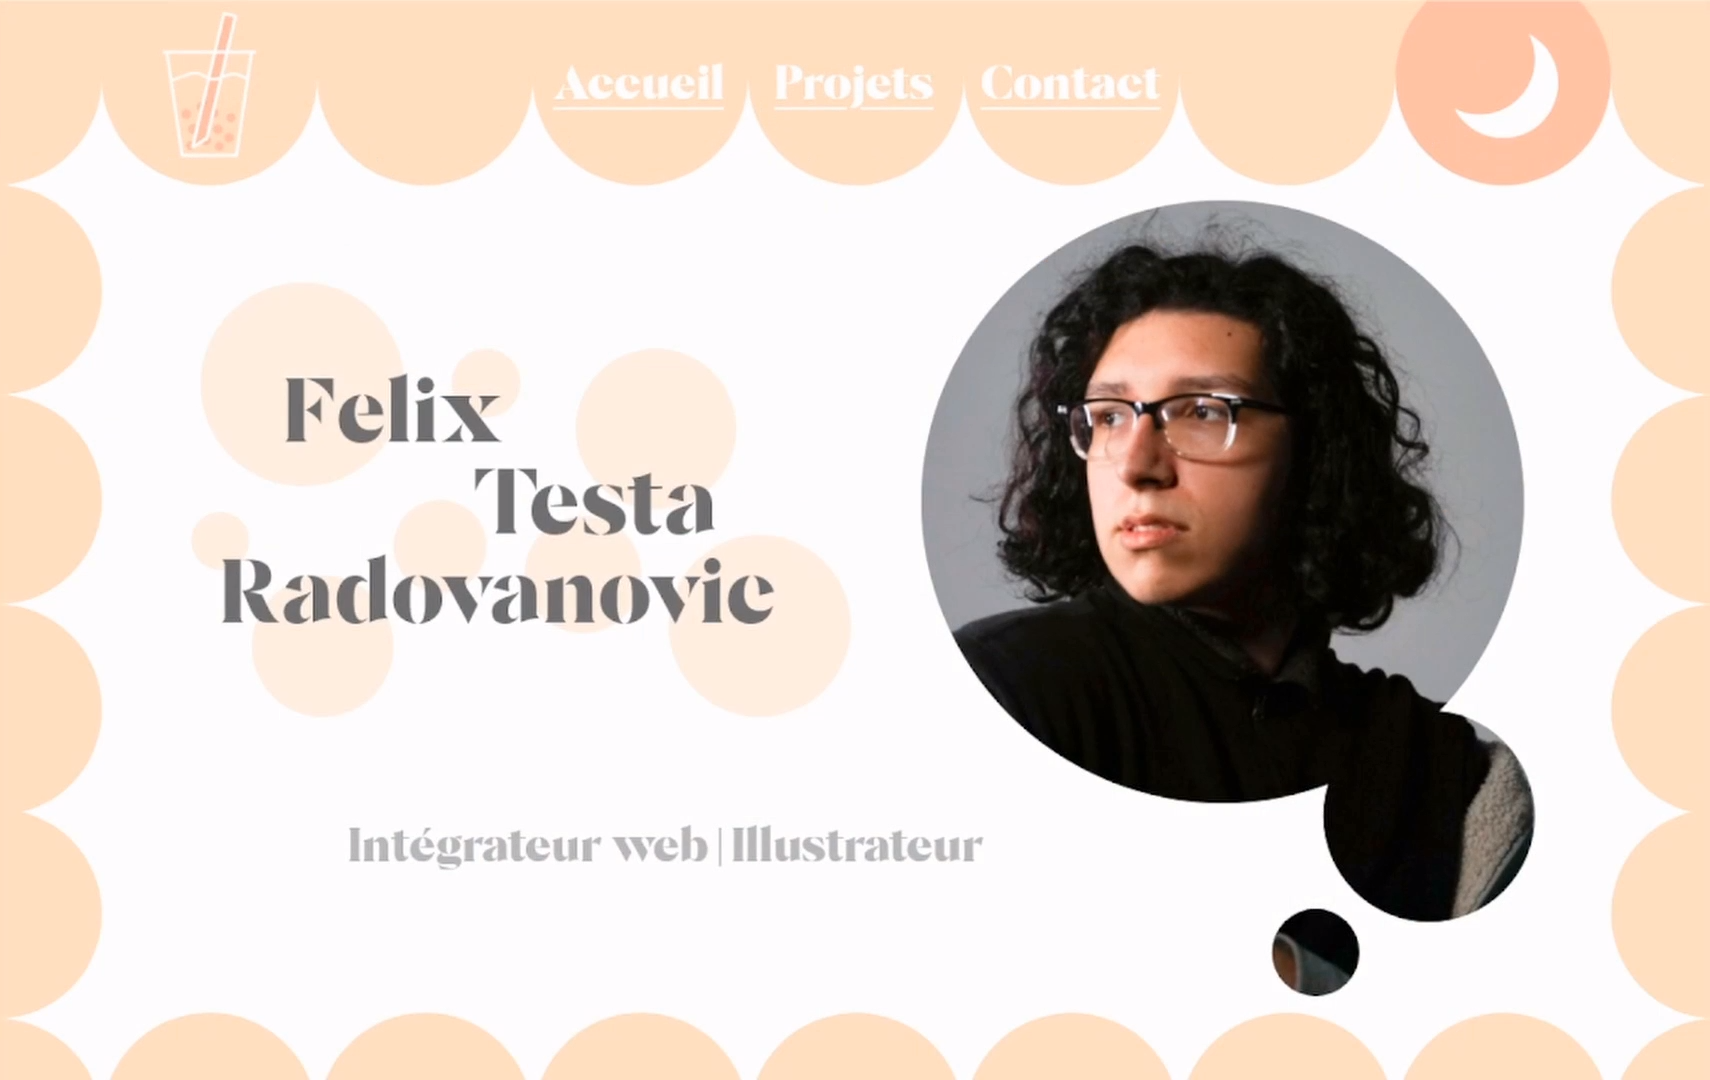 Accueil Projets Contact
Felix
Testa
Radovanovic
Intégrateur web | Illustrateur